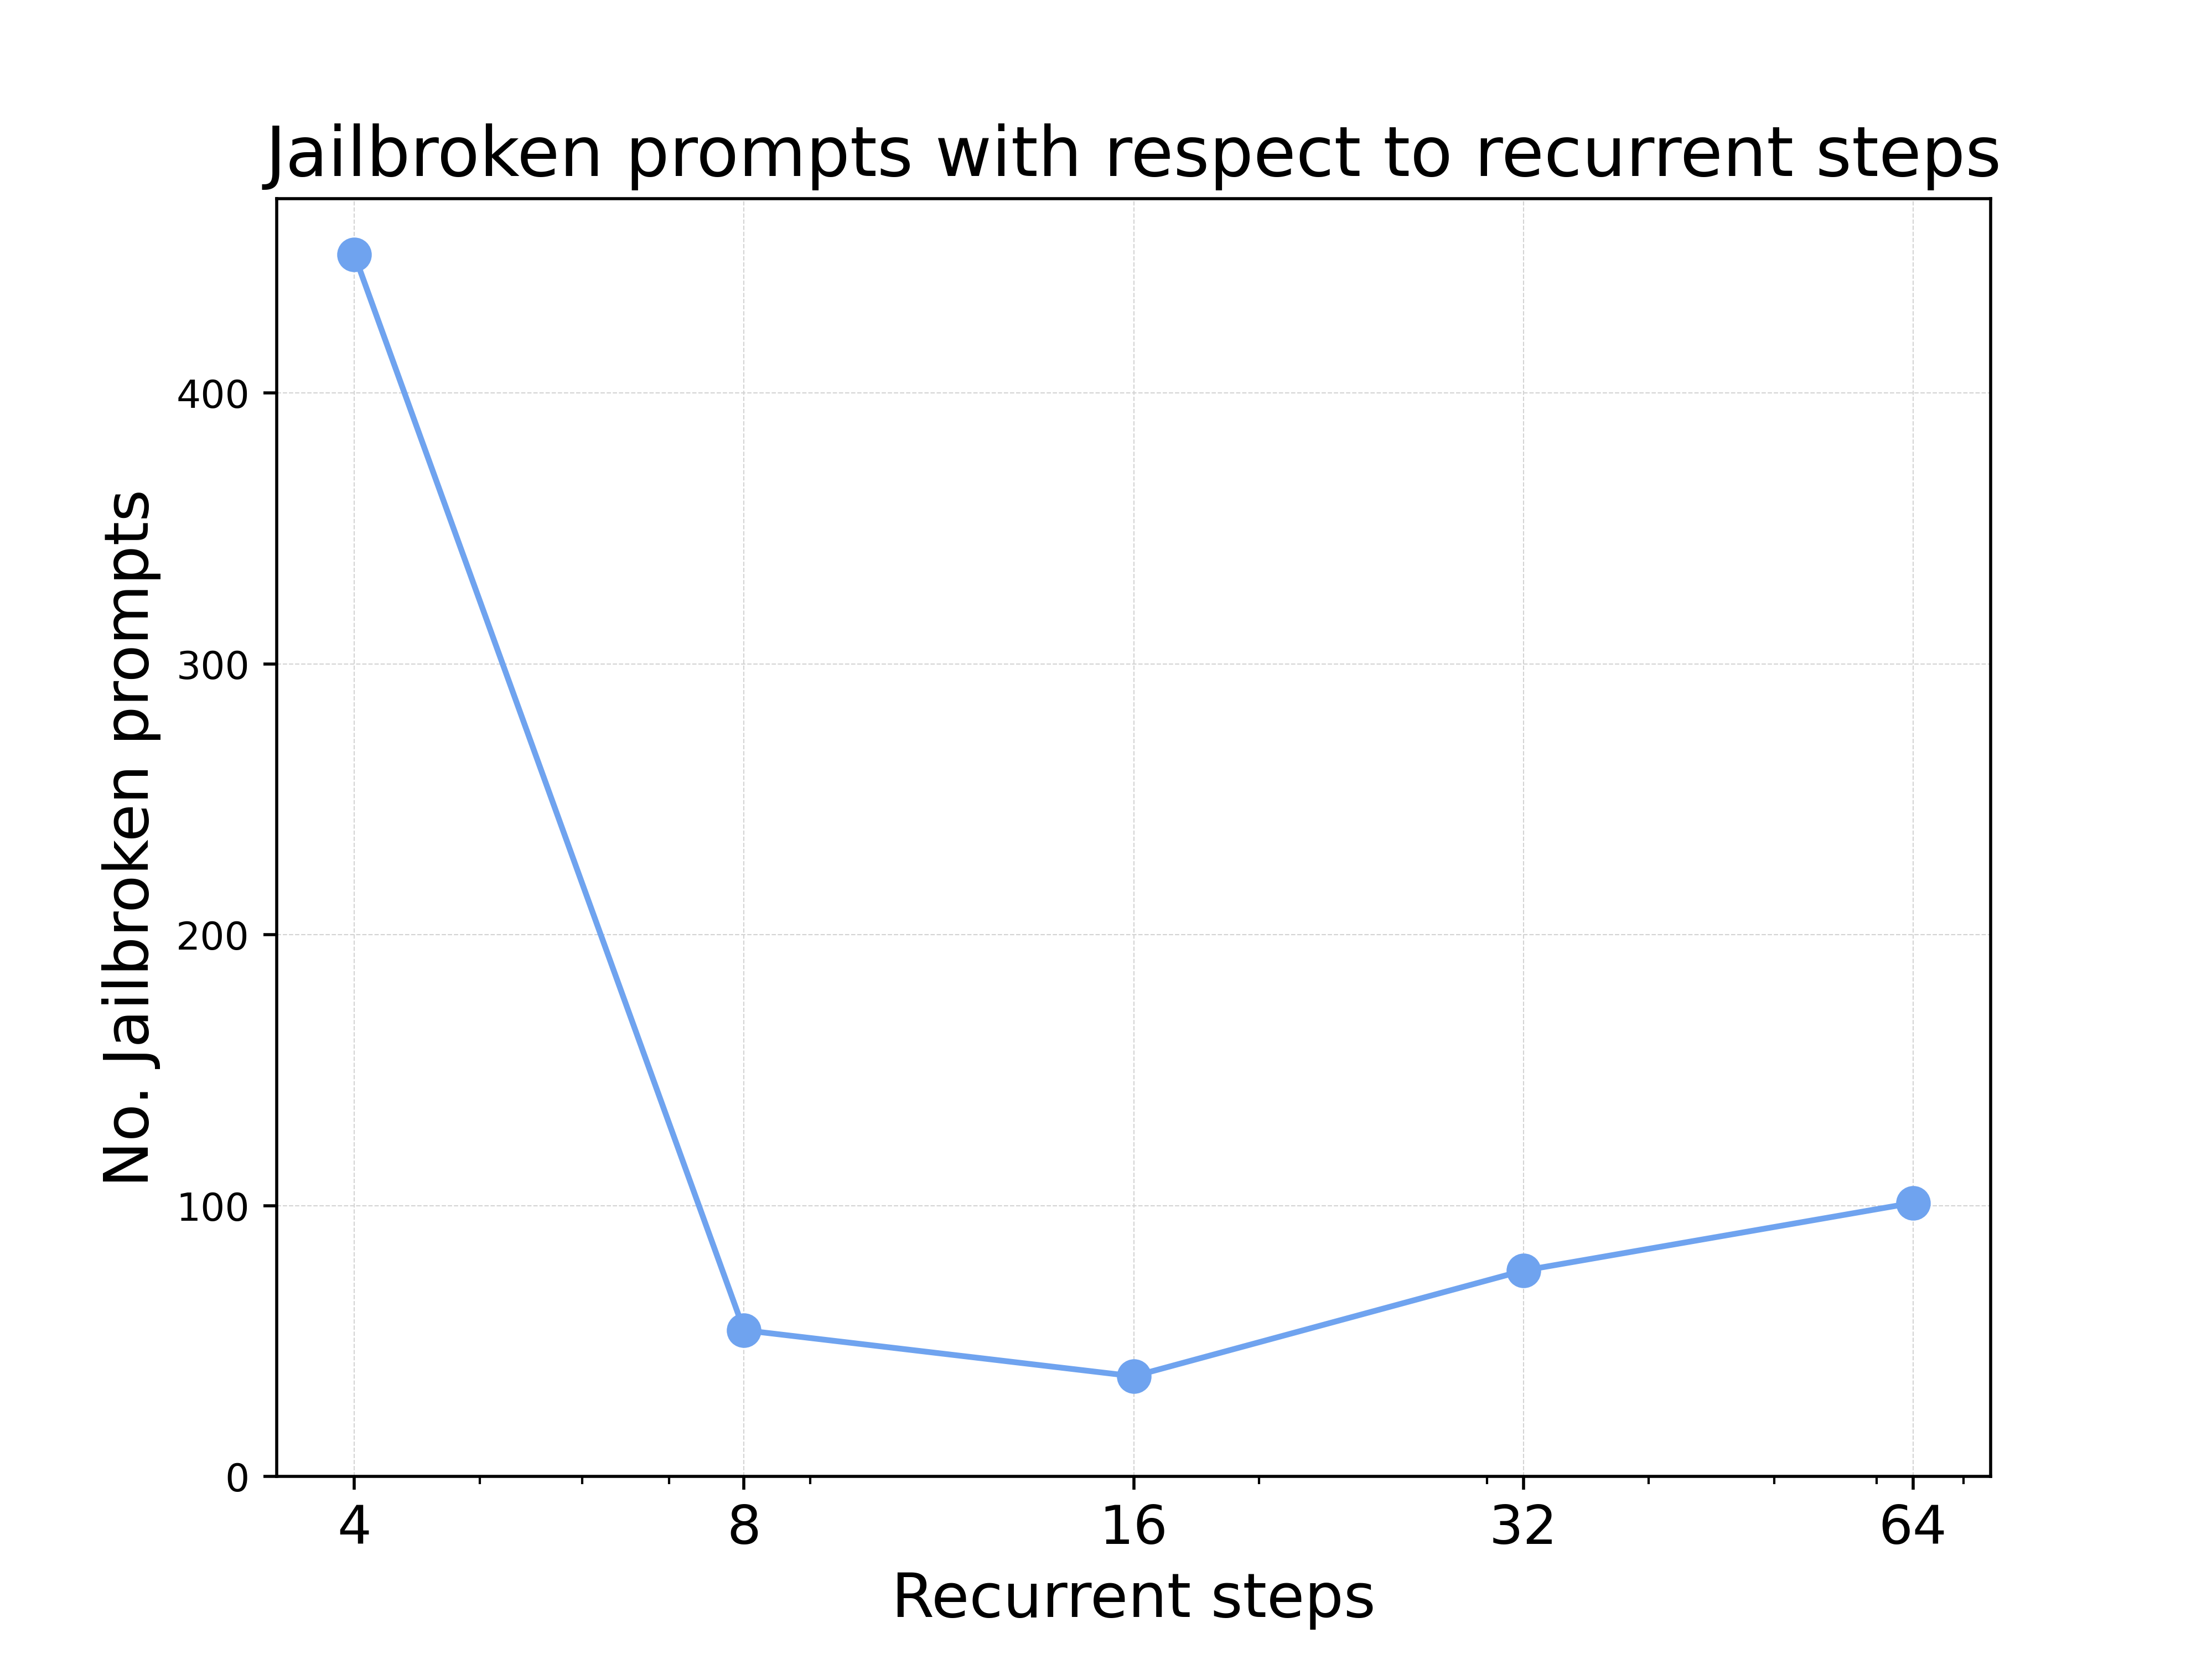 Jailbroken prompts with respect to recurrent steps
No. Jailbroken prompts
400
300
200
100
0
4 8 16 32 64
Recurrent steps